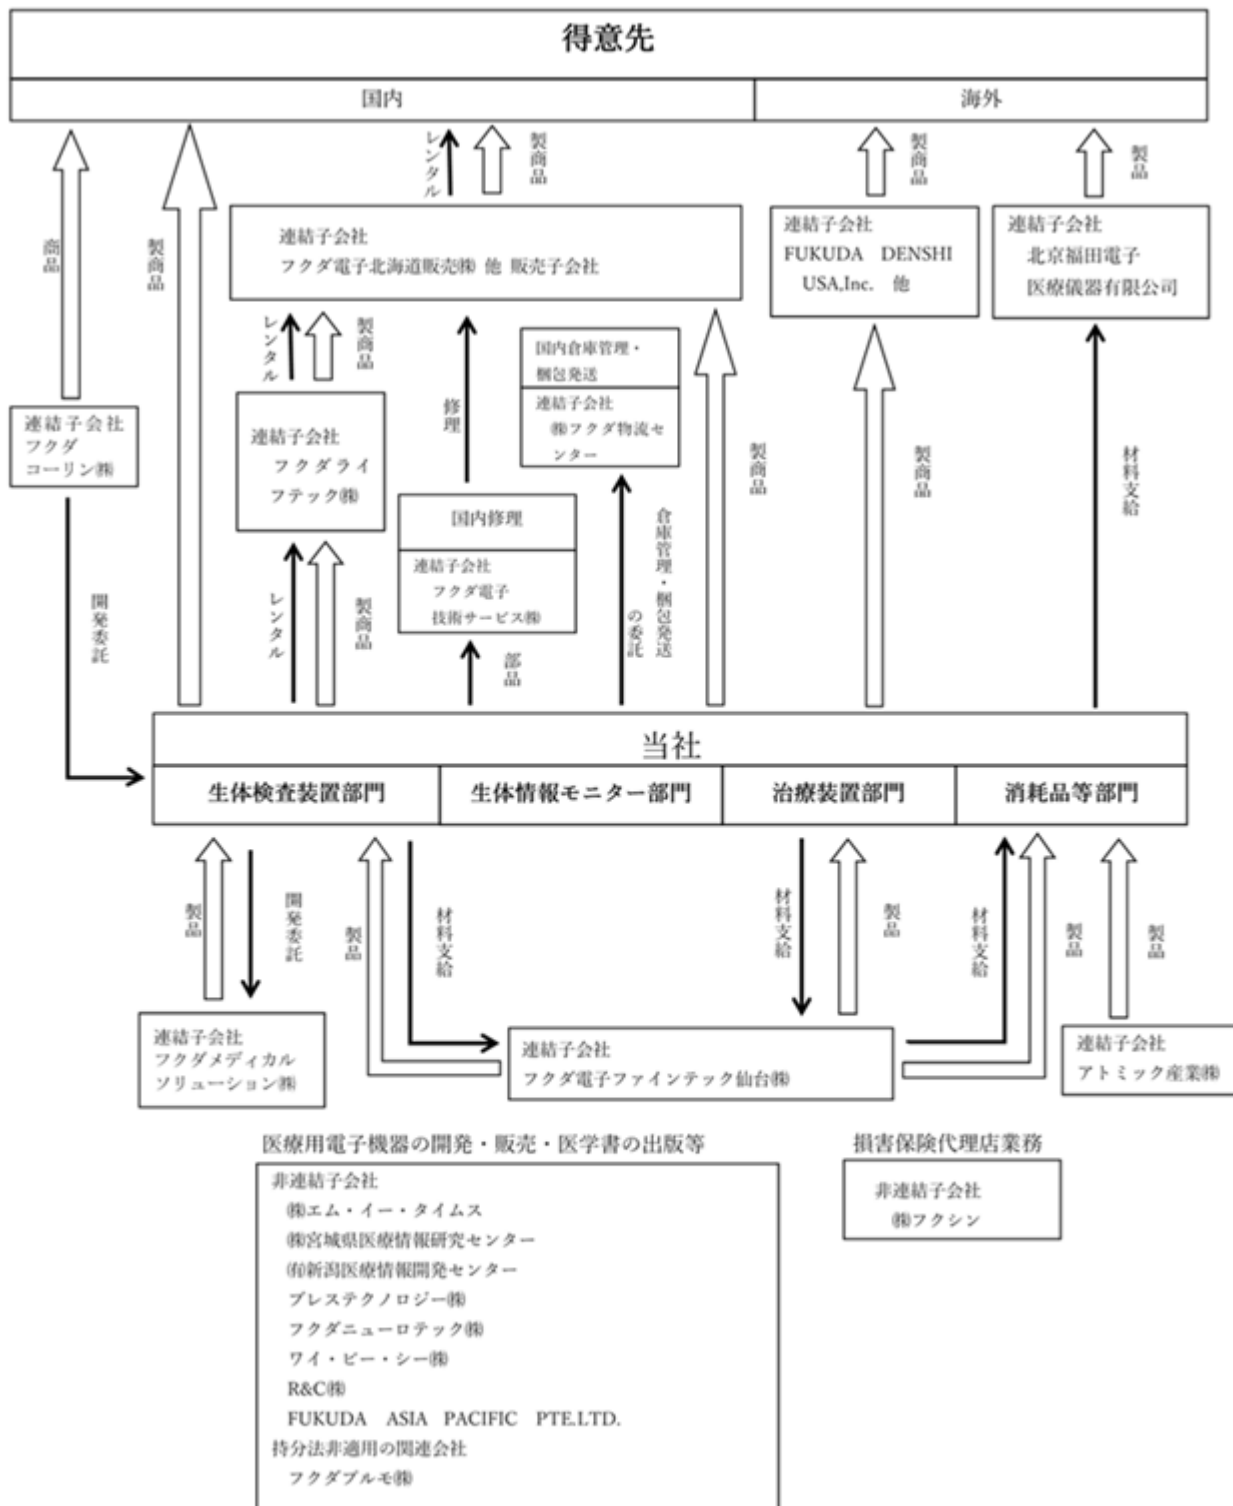 得意先
国内
海外
商品
製商品
レンタル
製商品
製商品
製品
連結子会社
フクダ電子北海道販売㈱ 他 販売子会社
連結子会社
FUKUDA DENSHI
USA,Inc. 他
連結子会社
北京福田電子
医療儀器有限公司
レンタル
製商品
修理
国内倉庫管理・
梱包発送
連結子会社
㈱フクダ物流セ
ンター
製商品
製商品
材料支給
連結子会社
フクダ
コーリン㈱
連結子会社
フクダライ
フテック㈱
国内修理
連結子会社
フクダ電子
技術サービス㈱
開発委託
レンタル
製商品
部品
倉庫管理・梱包発送
の委託
当社
生体検査装置部門
生体情報モニター部門
治療装置部門
消耗品等部門
製品
開発委託
製品
材料支給
材料支給
製品
材料支給
製品
製品
連結子会社
フクダメディカル
ソリューション㈱
連結子会社
フクダ電子ファインテック仙台㈱
連結子会社
アトミック産業㈱
医療用電子機器の開発・販売・医学書の出版等
非連結子会社
㈱エム・イー・タイムス
㈱宮城県医療情報研究センター
㈲新潟医療情報開発センター
ブレステクノロジー㈱
フクダニューロテック㈱
ワイ・ビー・シー㈱
R&C㈱
FUKUDA ASIA PACIFIC PTE.LTD.
持分法非適用の関連会社
フクダプルモ㈱
損害保険代理店業務
非連結子会社
㈱フクシン